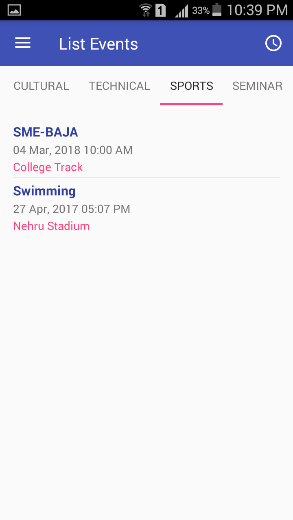 1 33% 10:39 PM
List Events
CULTURAL TECHNICAL SPORTS SEMINAR
SME-BAJA
04 Mar, 2018 10:00 AM
College Track
Swimming
27 Apr, 2017 05:07 PM
Nehru Stadium